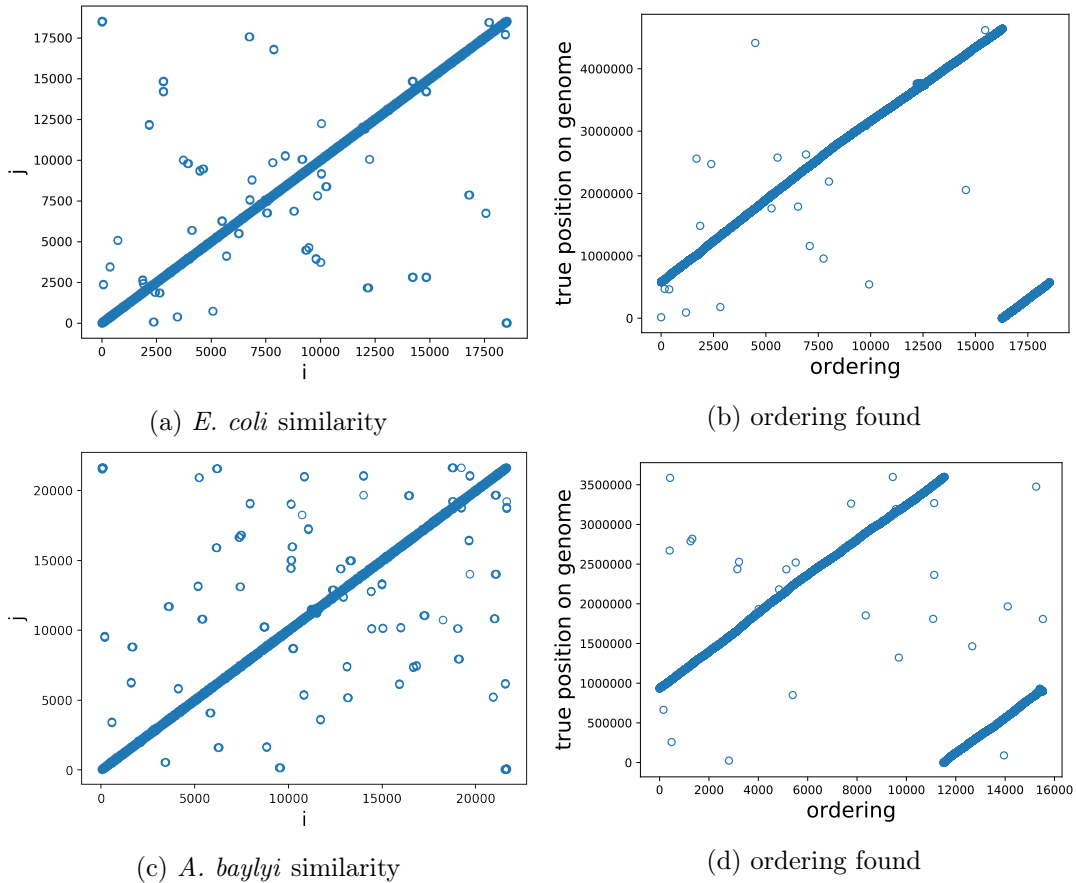 17500
15000
12500
10000
7500
5000
2500
0
j
0 2500 5000 7500 10000 12500 15000 17500
i
(a) E. coli similarity
4000000
3000000
2000000
1000000
0
true position on genome
0 2500 5000 7500 10000 12500 15000 17500
ordering
(b) ordering found
20000
15000
10000
5000
0
j
0 5000 10000 15000 20000
i
(c) A. baylyi similarity
3500000
3000000
2500000
2000000
1500000
1000000
500000
0
true position on genome
0 2000 4000 6000 8000 10000 12000 14000 16000
ordering
(d) ordering found